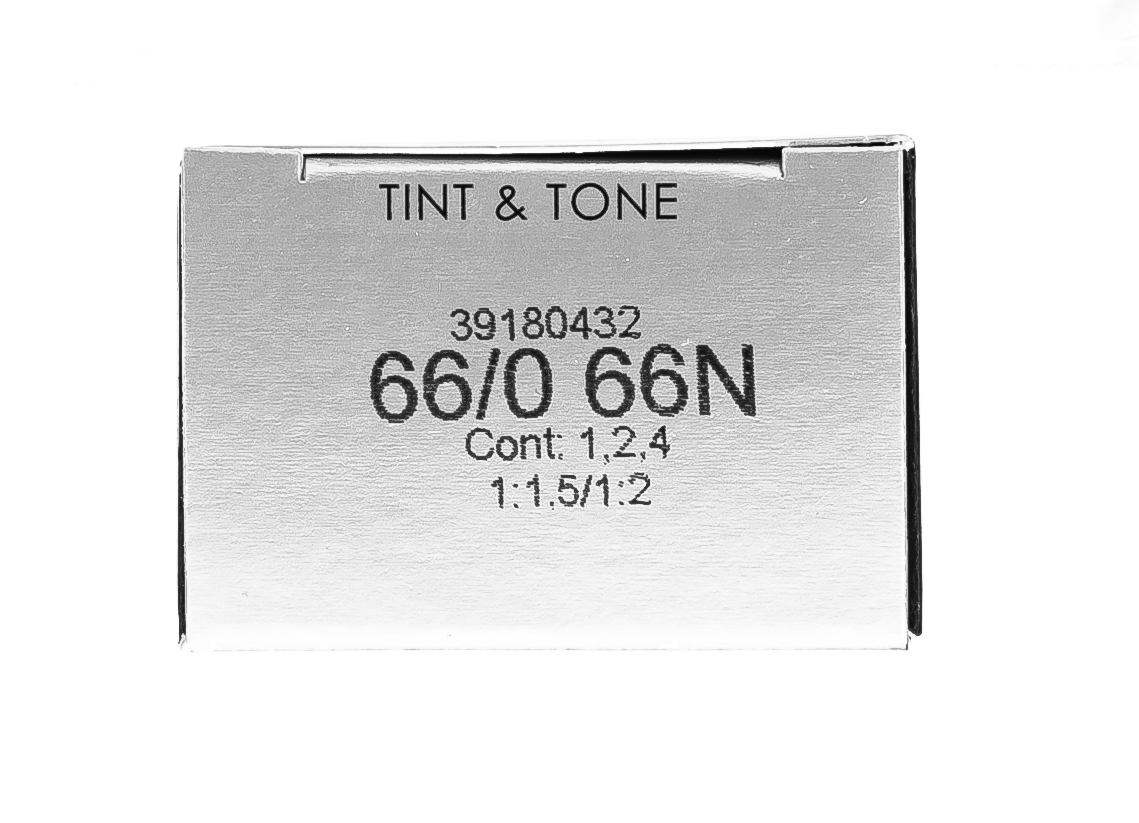 TINT & TONE
39180432
66/0 66N
Cont: 1,2,4
1:1.5/1:2